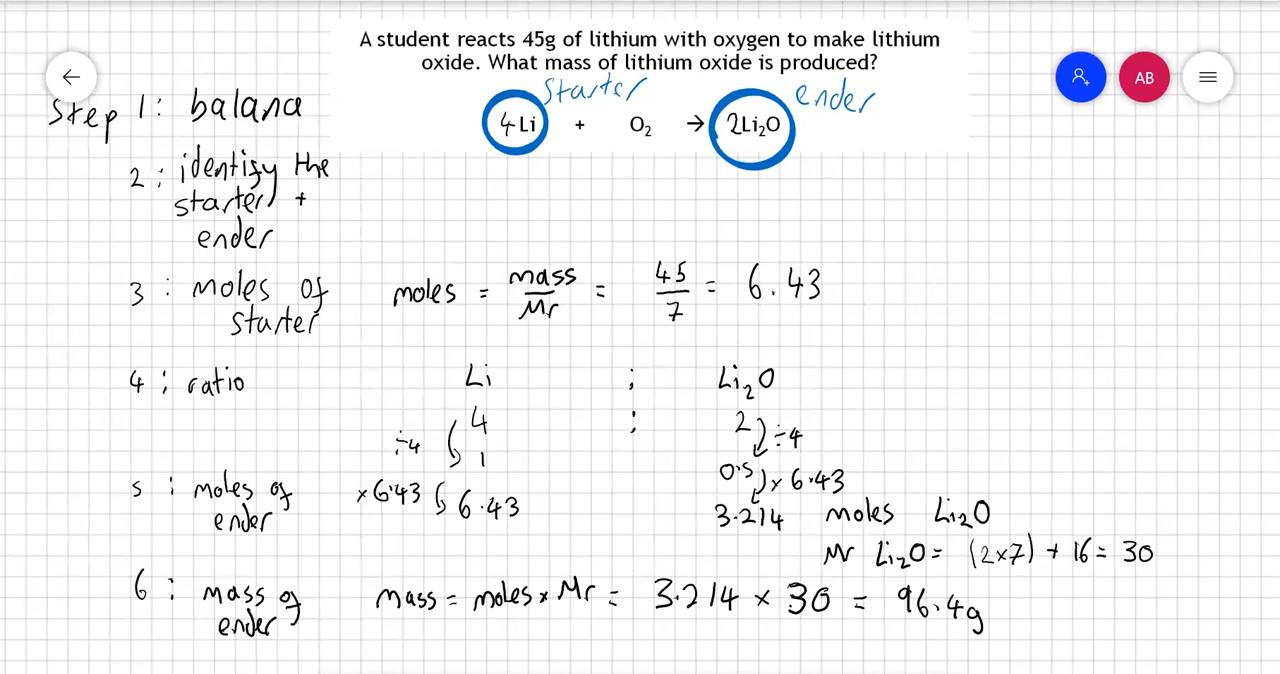 A student reacts 45g of lithium with oxygen to make lithium
oxide. What mass of lithium oxide is produced?
AB
starter
ender
4Li + O₂ → 2Li₂O
Step 1: balance
2: identify the
starter +
ender
3: moles of
starter
moles = mass/Mr = 45/7 = 6.43
4: ratio
Li : Li₂O
4 : 2
÷4 ÷4
1 0.5
5: moles of
ender
×6.43 ×6.43
6.43 3.214 moles Li₂O
Mr Li₂O = (2×7) + 16 = 30
6: mass of
ender
mass = moles × Mr = 3.214 × 30 = 96.4g